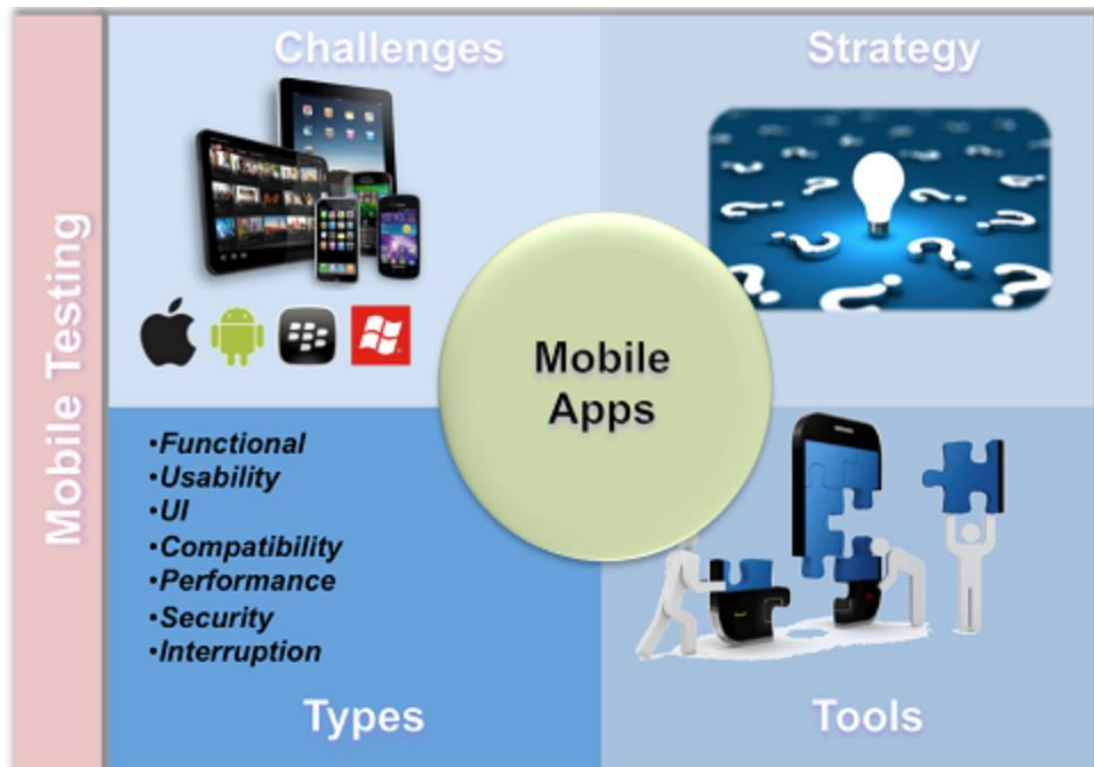 Mobile Testing
Challenges
Strategy
Mobile
Apps
•Functional
•Usability
•UI
•Compatibility
•Performance
•Security
•Interruption
Types
Tools